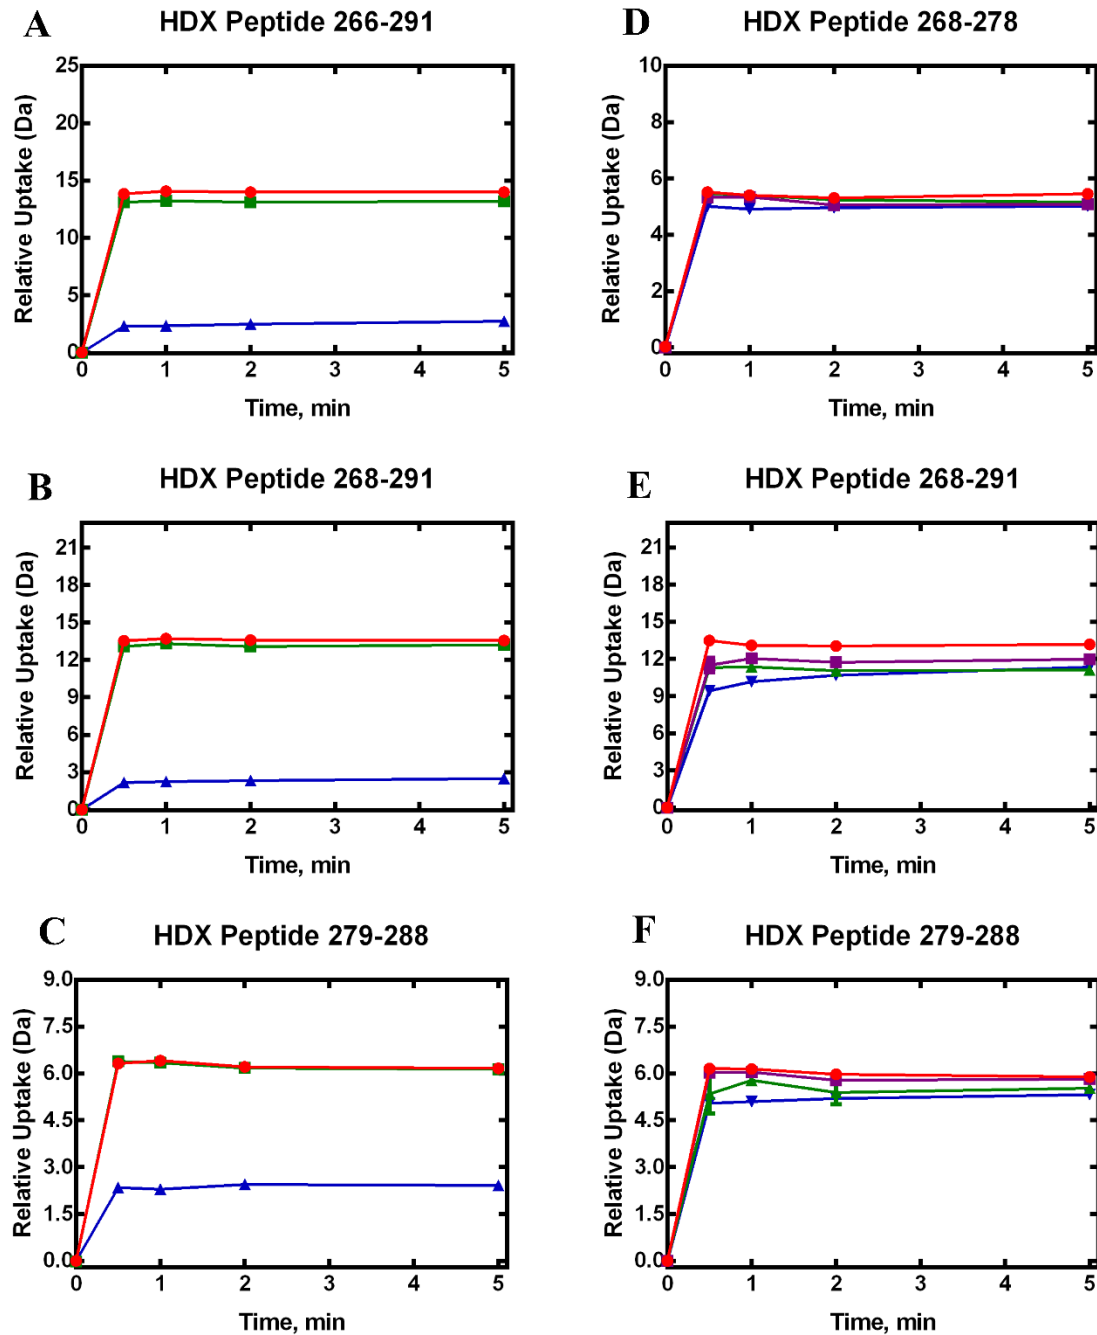 A HDX Peptide 266-291
25
20
15
10
5
0
Relative Uptake (Da)
0 1 2 3 4 5
Time, min
D HDX Peptide 268-278
10
8
6
4
2
0
Relative Uptake (Da)
0 1 2 3 4 5
Time, min
B HDX Peptide 268-291
21
18
15
12
9
6
3
0
Relative Uptake (Da)
0 1 2 3 4 5
Time, min
E HDX Peptide 268-291
21
18
15
12
9
6
3
0
Relative Uptake (Da)
0 1 2 3 4 5
Time, min
C HDX Peptide 279-288
9.0
7.5
6.0
4.5
3.0
1.5
0.0
Relative Uptake (Da)
0 1 2 3 4 5
Time, min
F HDX Peptide 279-288
9.0
7.5
6.0
4.5
3.0
1.5
0.0
Relative Uptake (Da)
0 1 2 3 4 5
Time, min